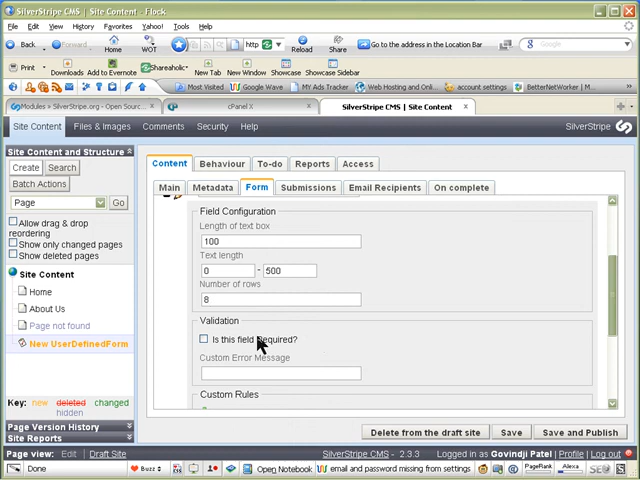 SilverStripe CMS | Site Content - Flock
File Edit View History Favorites Yahoo! Tools Help
Back Forward Home WOT http Reload Share Go to the address in the Location Bar Google
Print Downloads Add to Evernote Shareaholic New Tab New Window Showcase Showcase Sidebar
Most Visited Google Wave MY Ads Tracker Web Hosting and Onli... account settings BetterNetWorker | ...
Modules » SilverStripe.org - Open Sourc... cPanel X SilverStripe CMS | Site Content
Site Content Files & Images Comments Security Help SilverStripe
Site Content and Structure
Create Search
Batch Actions
Page Go
Allow drag & drop
reordering
Show only changed pages
Show deleted pages
Site Content
Home
About Us
Page not found
New UserDefinedForm
Key: new deleted changed
hidden
Page Version History
Site Reports
Content Behaviour To-do Reports Access
Main Metadata Form Submissions Email Recipients On complete
Field Configuration
Length of text box
100
Text length
0 - 500
Number of rows
8
Validation
Is this field Required?
Custom Error Message
Custom Rules
Delete from the draft site Save Save and Publish
Page view: Edit Draft Site SilverStripe CMS - 2.3.3 Logged in as Govindji Patel | Profile | Log out
Done Buzz Open Notebook email and password missing from settings PageRank Alexa